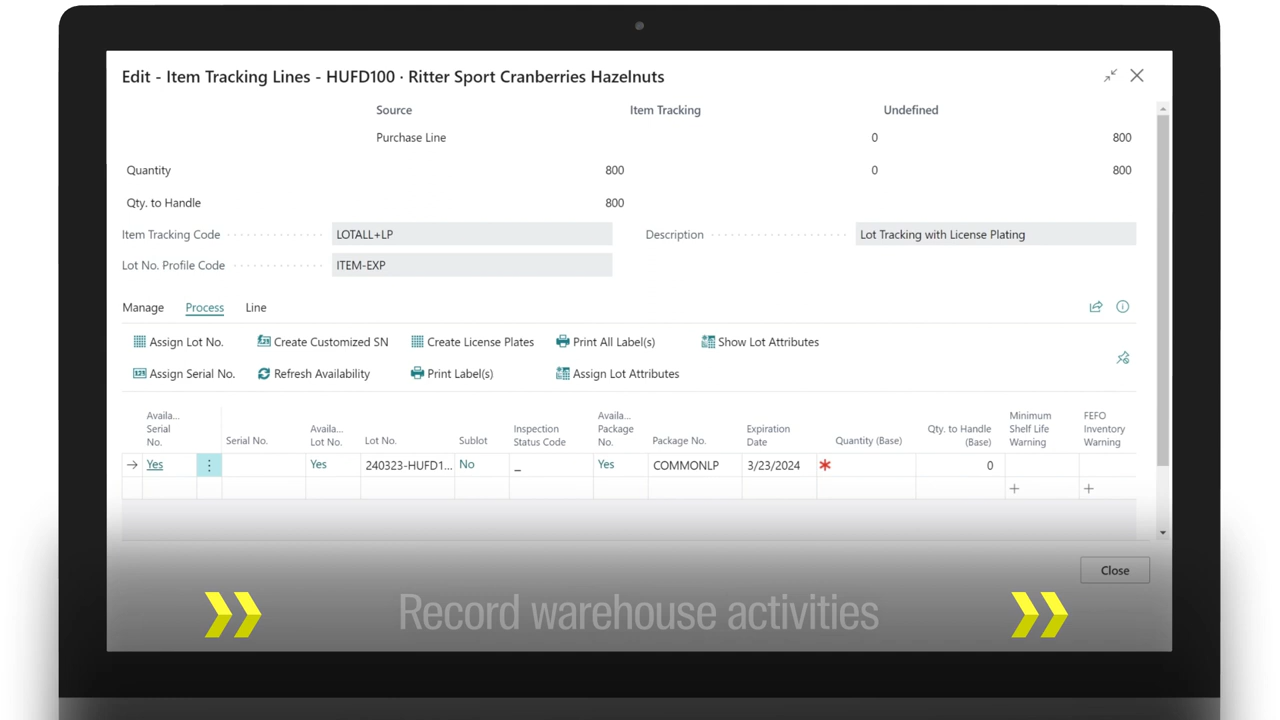 Edit - Item Tracking Lines - HUFD100 · Ritter Sport Cranberries Hazelnuts
Source Item Tracking Undefined
Purchase Line 0 800
Quantity 800 0 800
Qty. to Handle 800
Item Tracking Code LOTALL+LP Description Lot Tracking with License Plating
Lot No. Profile Code ITEM-EXP
Manage Process Line
Assign Lot No. Create Customized SN Create License Plates Print All Label(s) Show Lot Attributes
Assign Serial No. Refresh Availability Print Label(s) Assign Lot Attributes
Availa... Serial No. Serial No. Availa... Lot No. Lot No. Sublot Inspection Status Code Availa... Package No. Package No. Expiration Date Quantity (Base) Qty. to Handle (Base) Minimum Shelf Life Warning FEFO Inventory Warning
Yes Yes 240323-HUFD1... No _ Yes COMMONLP 3/23/2024 * 0
Close
Record warehouse activities